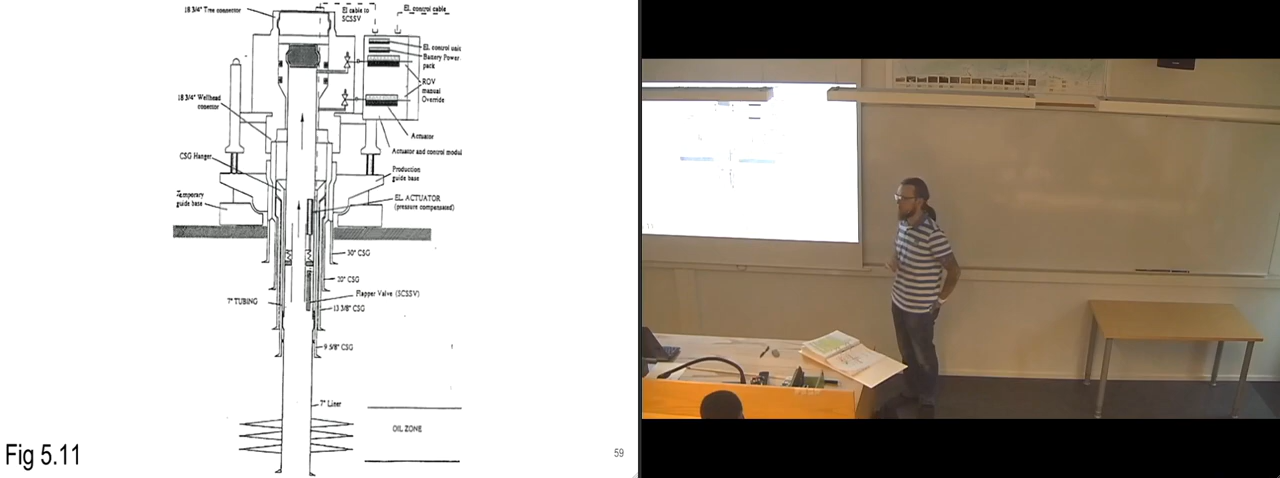 18 3/4" Tree connector
El cable to
SCSSV
EL control cable
EL control unit
Battery Power
pack
ROV
manual
Override
18 3/4" Wellhead
conector
Actuator
Actuator and control modul
CSG Hanger
Production
guide base
Temporary
guide base
EL ACTUATOR
(pressure compensated)
30" CSG
20" CSG
Flapper Valve (SCSSV)
7" TUBING
13 3/8" CSG
9 5/8" CSG
7" Liner
OIL ZONE
Fig 5.11
59